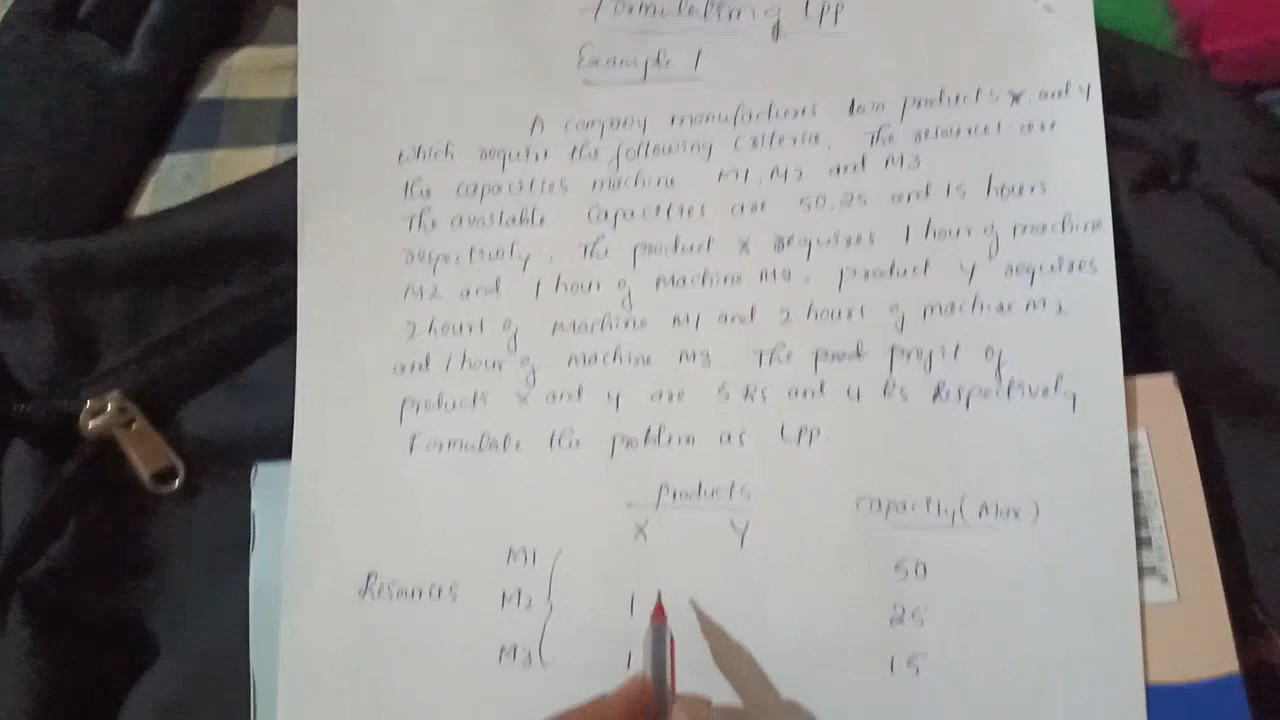 Formulating Lpp
Example 1
A company manufactures two products x and y
which require the following criteria. The resources are
the capacities machine M1, M2 and M3
The available capacities are 50, 25 and 15 hours
respectively. The product x requires 1 hour of machine
M2 and 1 hour of machine M3, product y requires
2 hours of machine M1 and 2 hours of machine M2
and 1 hour of machine M3 The prod profit of
products x and y are 5 Rs and 4 Rs Respectively
Formulate the problem as Lpp.
products capacity (Max)
X Y
M1 50
Resources M2 1 25
M3 1 15